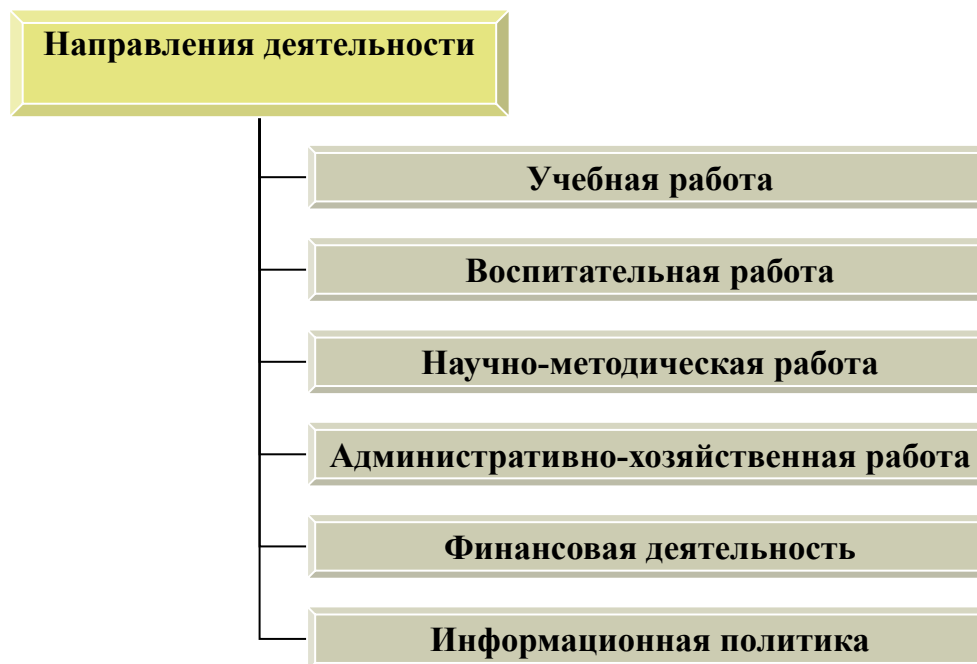 Направления деятельности
Учебная работа
Воспитательная работа
Научно-методическая работа
Административно-хозяйственная работа
Финансовая деятельность
Информационная политика